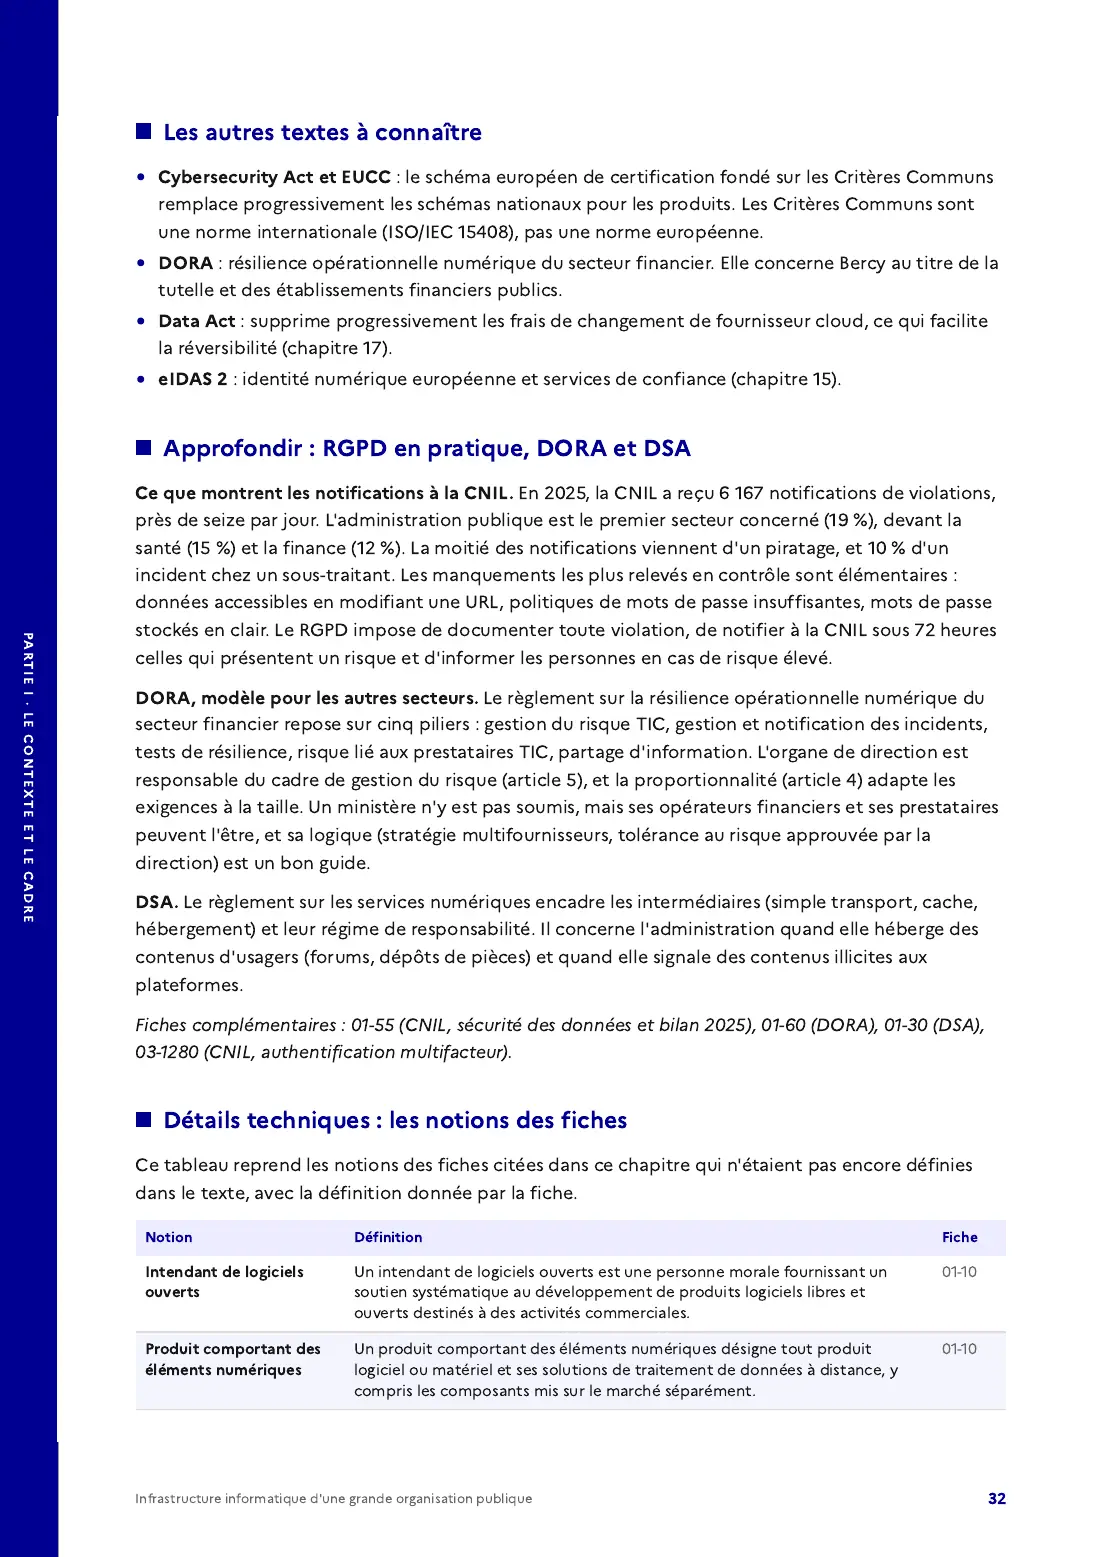 Les autres textes à connaître
• Cybersecurity Act et EUCC : le schéma européen de certification fondé sur les Critères Communs
remplace progressivement les schémas nationaux pour les produits. Les Critères Communs sont
une norme internationale (ISO/IEC 15408), pas une norme européenne.
• DORA : résilience opérationnelle numérique du secteur financier. Elle concerne Bercy au titre de la
tutelle et des établissements financiers publics.
• Data Act : supprime progressivement les frais de changement de fournisseur cloud, ce qui facilite
la réversibilité (chapitre 17).
• eIDAS 2 : identité numérique européenne et services de confiance (chapitre 15).
Approfondir : RGPD en pratique, DORA et DSA
Ce que montrent les notifications à la CNIL. En 2025, la CNIL a reçu 6 167 notifications de violations,
près de seize par jour. L'administration publique est le premier secteur concerné (19 %), devant la
santé (15 %) et la finance (12 %). La moitié des notifications viennent d'un piratage, et 10 % d'un
incident chez un sous-traitant. Les manquements les plus relevés en contrôle sont élémentaires :
données accessibles en modifiant une URL, politiques de mots de passe insuffisantes, mots de passe
stockés en clair. Le RGPD impose de documenter toute violation, de notifier à la CNIL sous 72 heures
celles qui présentent un risque et d'informer les personnes en cas de risque élevé.
DORA, modèle pour les autres secteurs. Le règlement sur la résilience opérationnelle numérique du
secteur financier repose sur cinq piliers : gestion du risque TIC, gestion et notification des incidents,
tests de résilience, risque lié aux prestataires TIC, partage d'information. L'organe de direction est
responsable du cadre de gestion du risque (article 5), et la proportionnalité (article 4) adapte les
exigences à la taille. Un ministère n'y est pas soumis, mais ses opérateurs financiers et ses prestataires
peuvent l'être, et sa logique (stratégie multifournisseurs, tolérance au risque approuvée par la
direction) est un bon guide.
DSA. Le règlement sur les services numériques encadre les intermédiaires (simple transport, cache,
hébergement) et leur régime de responsabilité. Il concerne l'administration quand elle héberge des
contenus d'usagers (forums, dépôts de pièces) et quand elle signale des contenus illicites aux
plateformes.
Fiches complémentaires : 01-55 (CNIL, sécurité des données et bilan 2025), 01-60 (DORA), 01-30 (DSA),
03-1280 (CNIL, authentification multifacteur).
Détails techniques : les notions des fiches
Ce tableau reprend les notions des fiches citées dans ce chapitre qui n'étaient pas encore définies
dans le texte, avec la définition donnée par la fiche.
Notion Définition Fiche
Intendant de logiciels Un intendant de logiciels ouverts est une personne morale fournissant un 01-10
ouverts soutien systématique au développement de produits logiciels libres et
ouverts destinés à des activités commerciales.
Produit comportant des Un produit comportant des éléments numériques désigne tout produit 01-10
éléments numériques logiciel ou matériel et ses solutions de traitement de données à distance, y
compris les composants mis sur le marché séparément.
PARTIE I · LE CONTEXTE ET LE CADRE
Infrastructure informatique d'une grande organisation publique 32